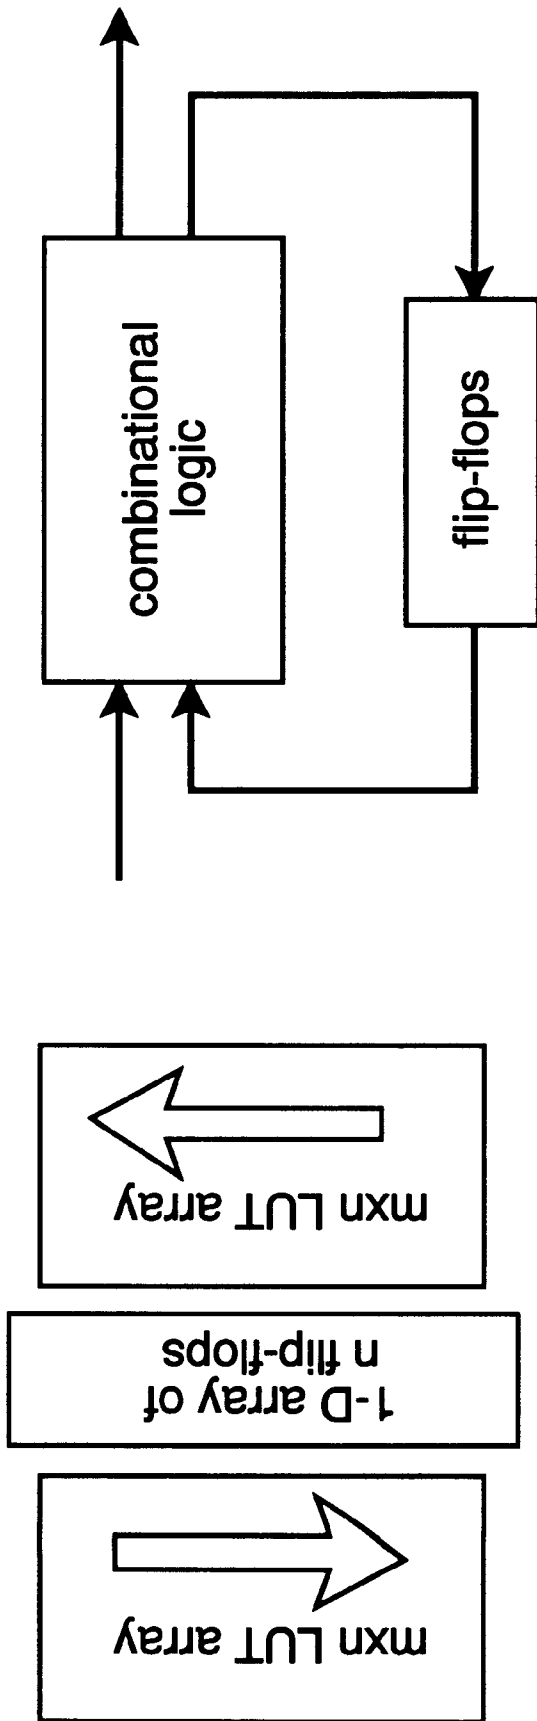 combinational
logic
flip-flops
mxn LUT array
1-D array of
n flip-flops
mxn LUT array